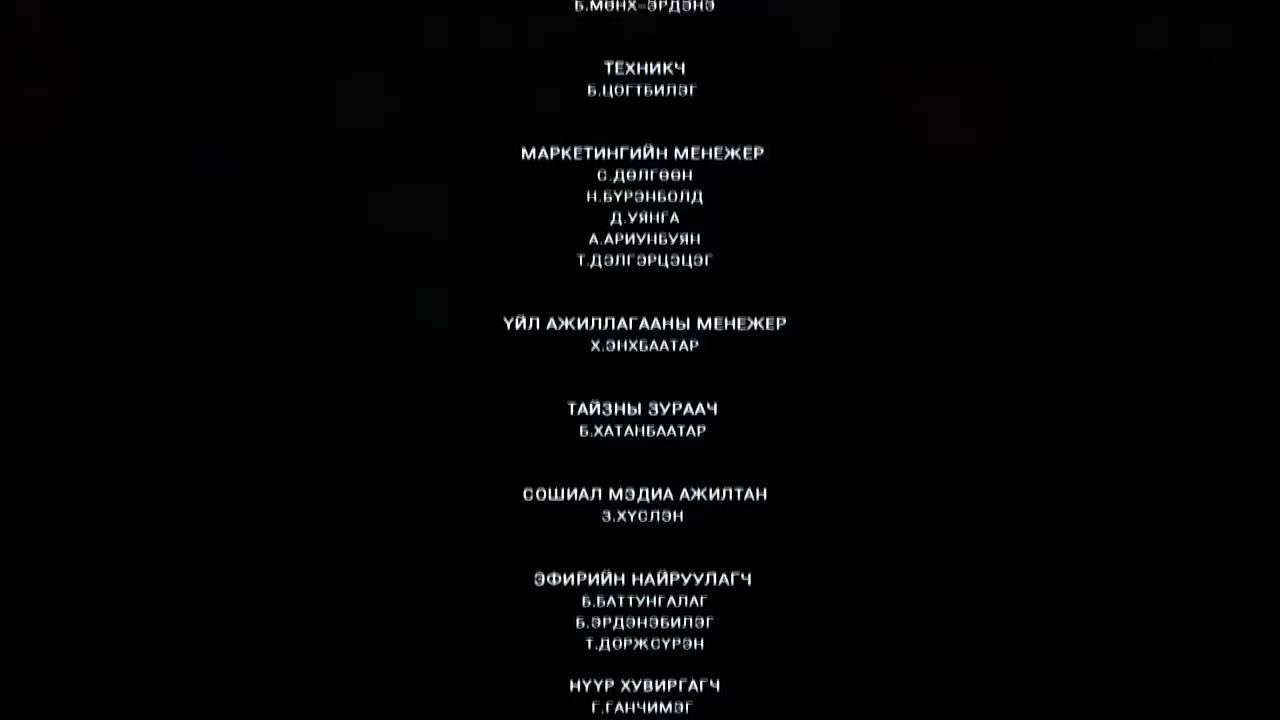 Б.МӨНХ-ЭРДЭНЭ
ТЕХНИКЧ
Б.ЦОГТБИЛЭГ
МАРКЕТИНГИЙН МЕНЕЖЕР
С.ДӨЛГӨӨН
Н.БҮРЭНБОЛД
Д.УЯНГА
А.АРИУНБУЯН
Т.ДЭЛГЭРЦЭЦЭГ
ҮЙЛ АЖИЛЛАГААНЫ МЕНЕЖЕР
Х.ЭНХБААТАР
ТАЙЗНЫ ЗУРААЧ
Б.ХАТАНБААТАР
СОШИАЛ МЭДИА АЖИЛТАН
З.ХҮСЛЭН
ЭФИРИЙН НАЙРУУЛАГЧ
Б.БАТТУНГАЛАГ
Б.ЭРДЭНЭБИЛЭГ
Т.ДОРЖСҮРЭН
НҮҮР ХУВИРГАГЧ
Г.ГАНЧИМЭГ